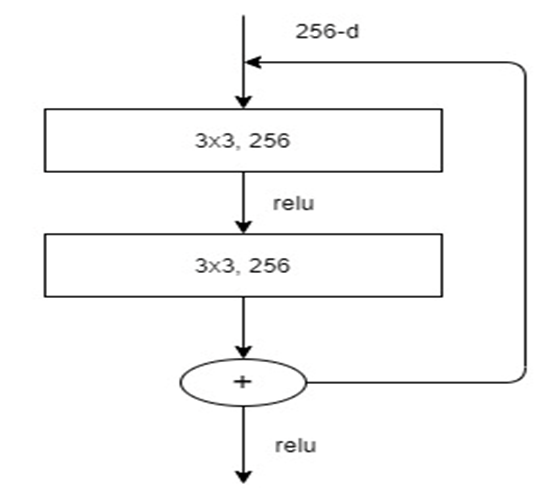 256-d
3x3, 256
relu
3x3, 256
+
relu